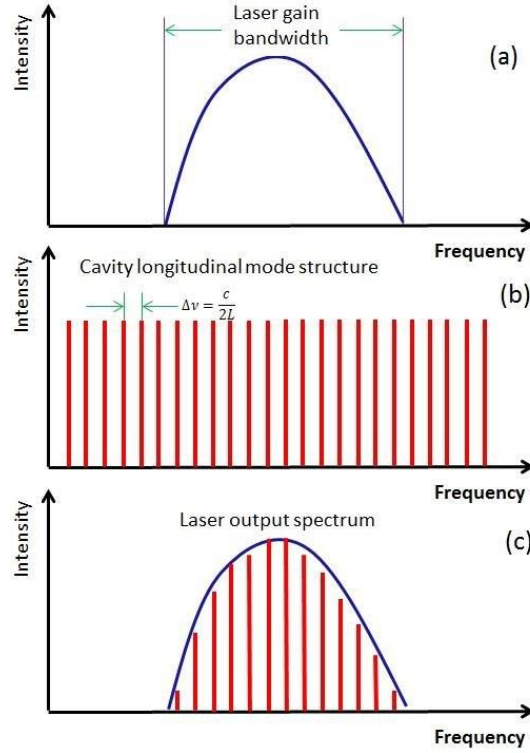 Intensity
Laser gain
bandwidth
(a)
Frequency
Intensity
Cavity longitudinal mode structure
(b)
Δν = c/2L
Frequency
Intensity
Laser output spectrum
(c)
Frequency